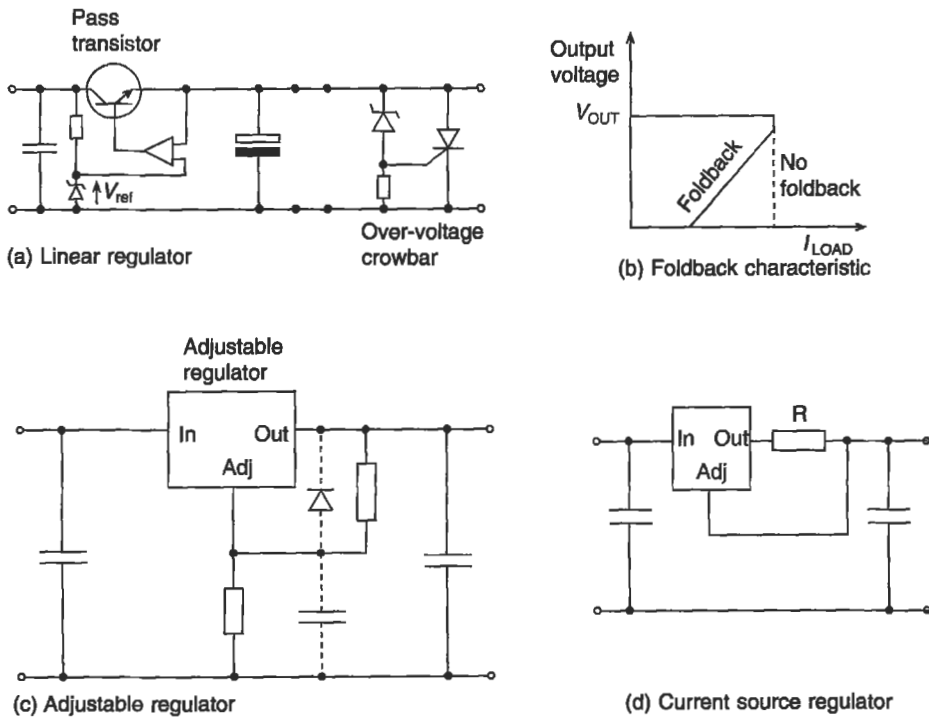 Pass
transistor
V_ref
Over-voltage
crowbar
(a) Linear regulator
Output
voltage
V_OUT
Foldback
No
foldback
I_LOAD
(b) Foldback characteristic
Adjustable
regulator
In Out
Adj
(c) Adjustable regulator
R
In Out
Adj
(d) Current source regulator